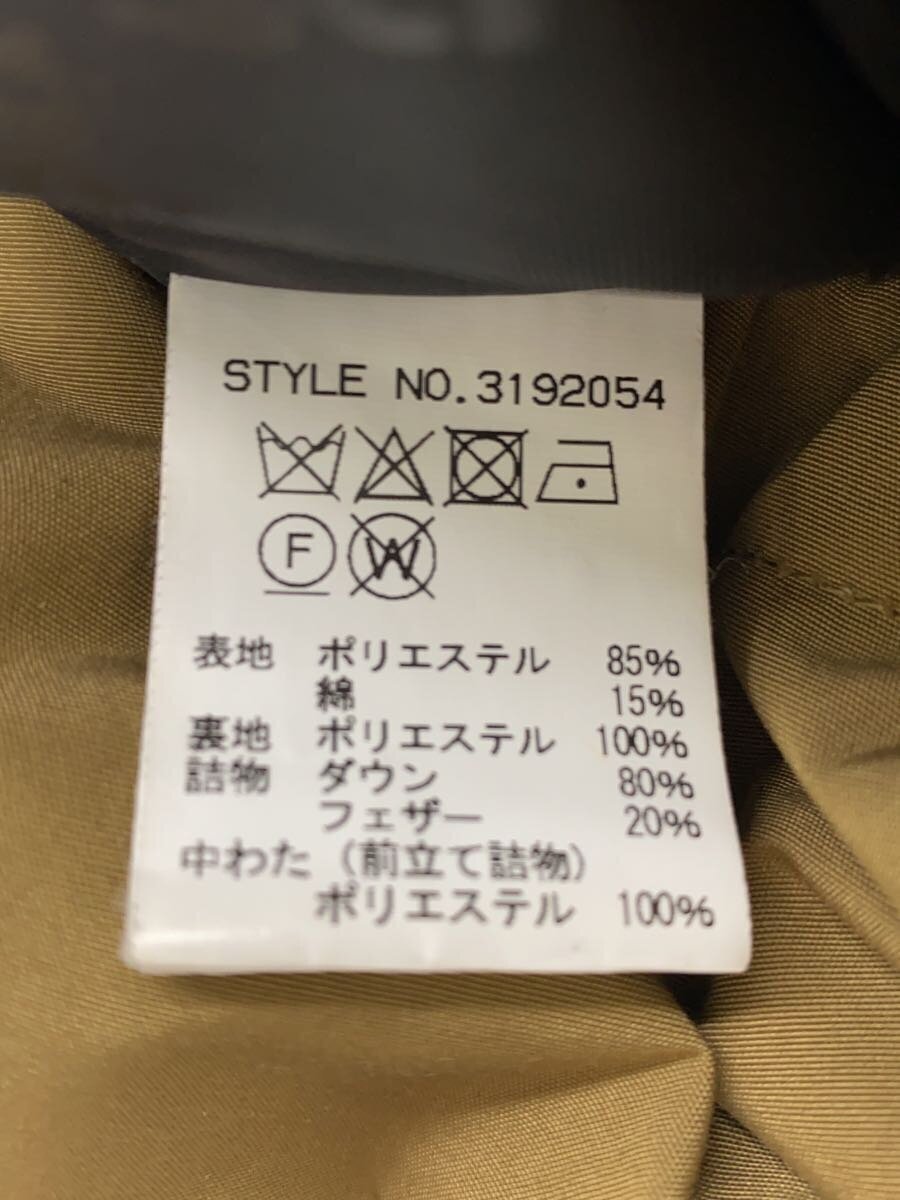 STYLE NO.3192054
F W
表地 ポリエステル 85%
綿 15%
裏地 ポリエステル 100%
詰物 ダウン 80%
フェザー 20%
中わた (前立て詰物)
ポリエステル 100%